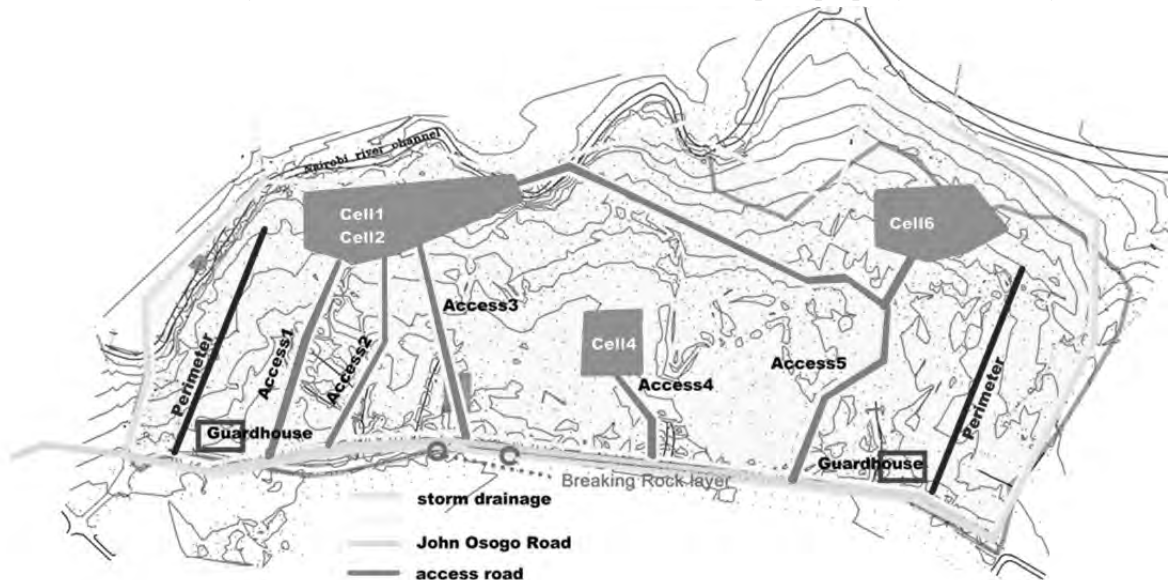 Nairobi river channel
Cell1
Cell2
Cell6
Access3
Cell4
Access1
Access2
Perimeter
Access4
Access5
Perimeter
Guardhouse
Guardhouse
Breaking Rock layer
storm drainage
John Osogo Road
access road